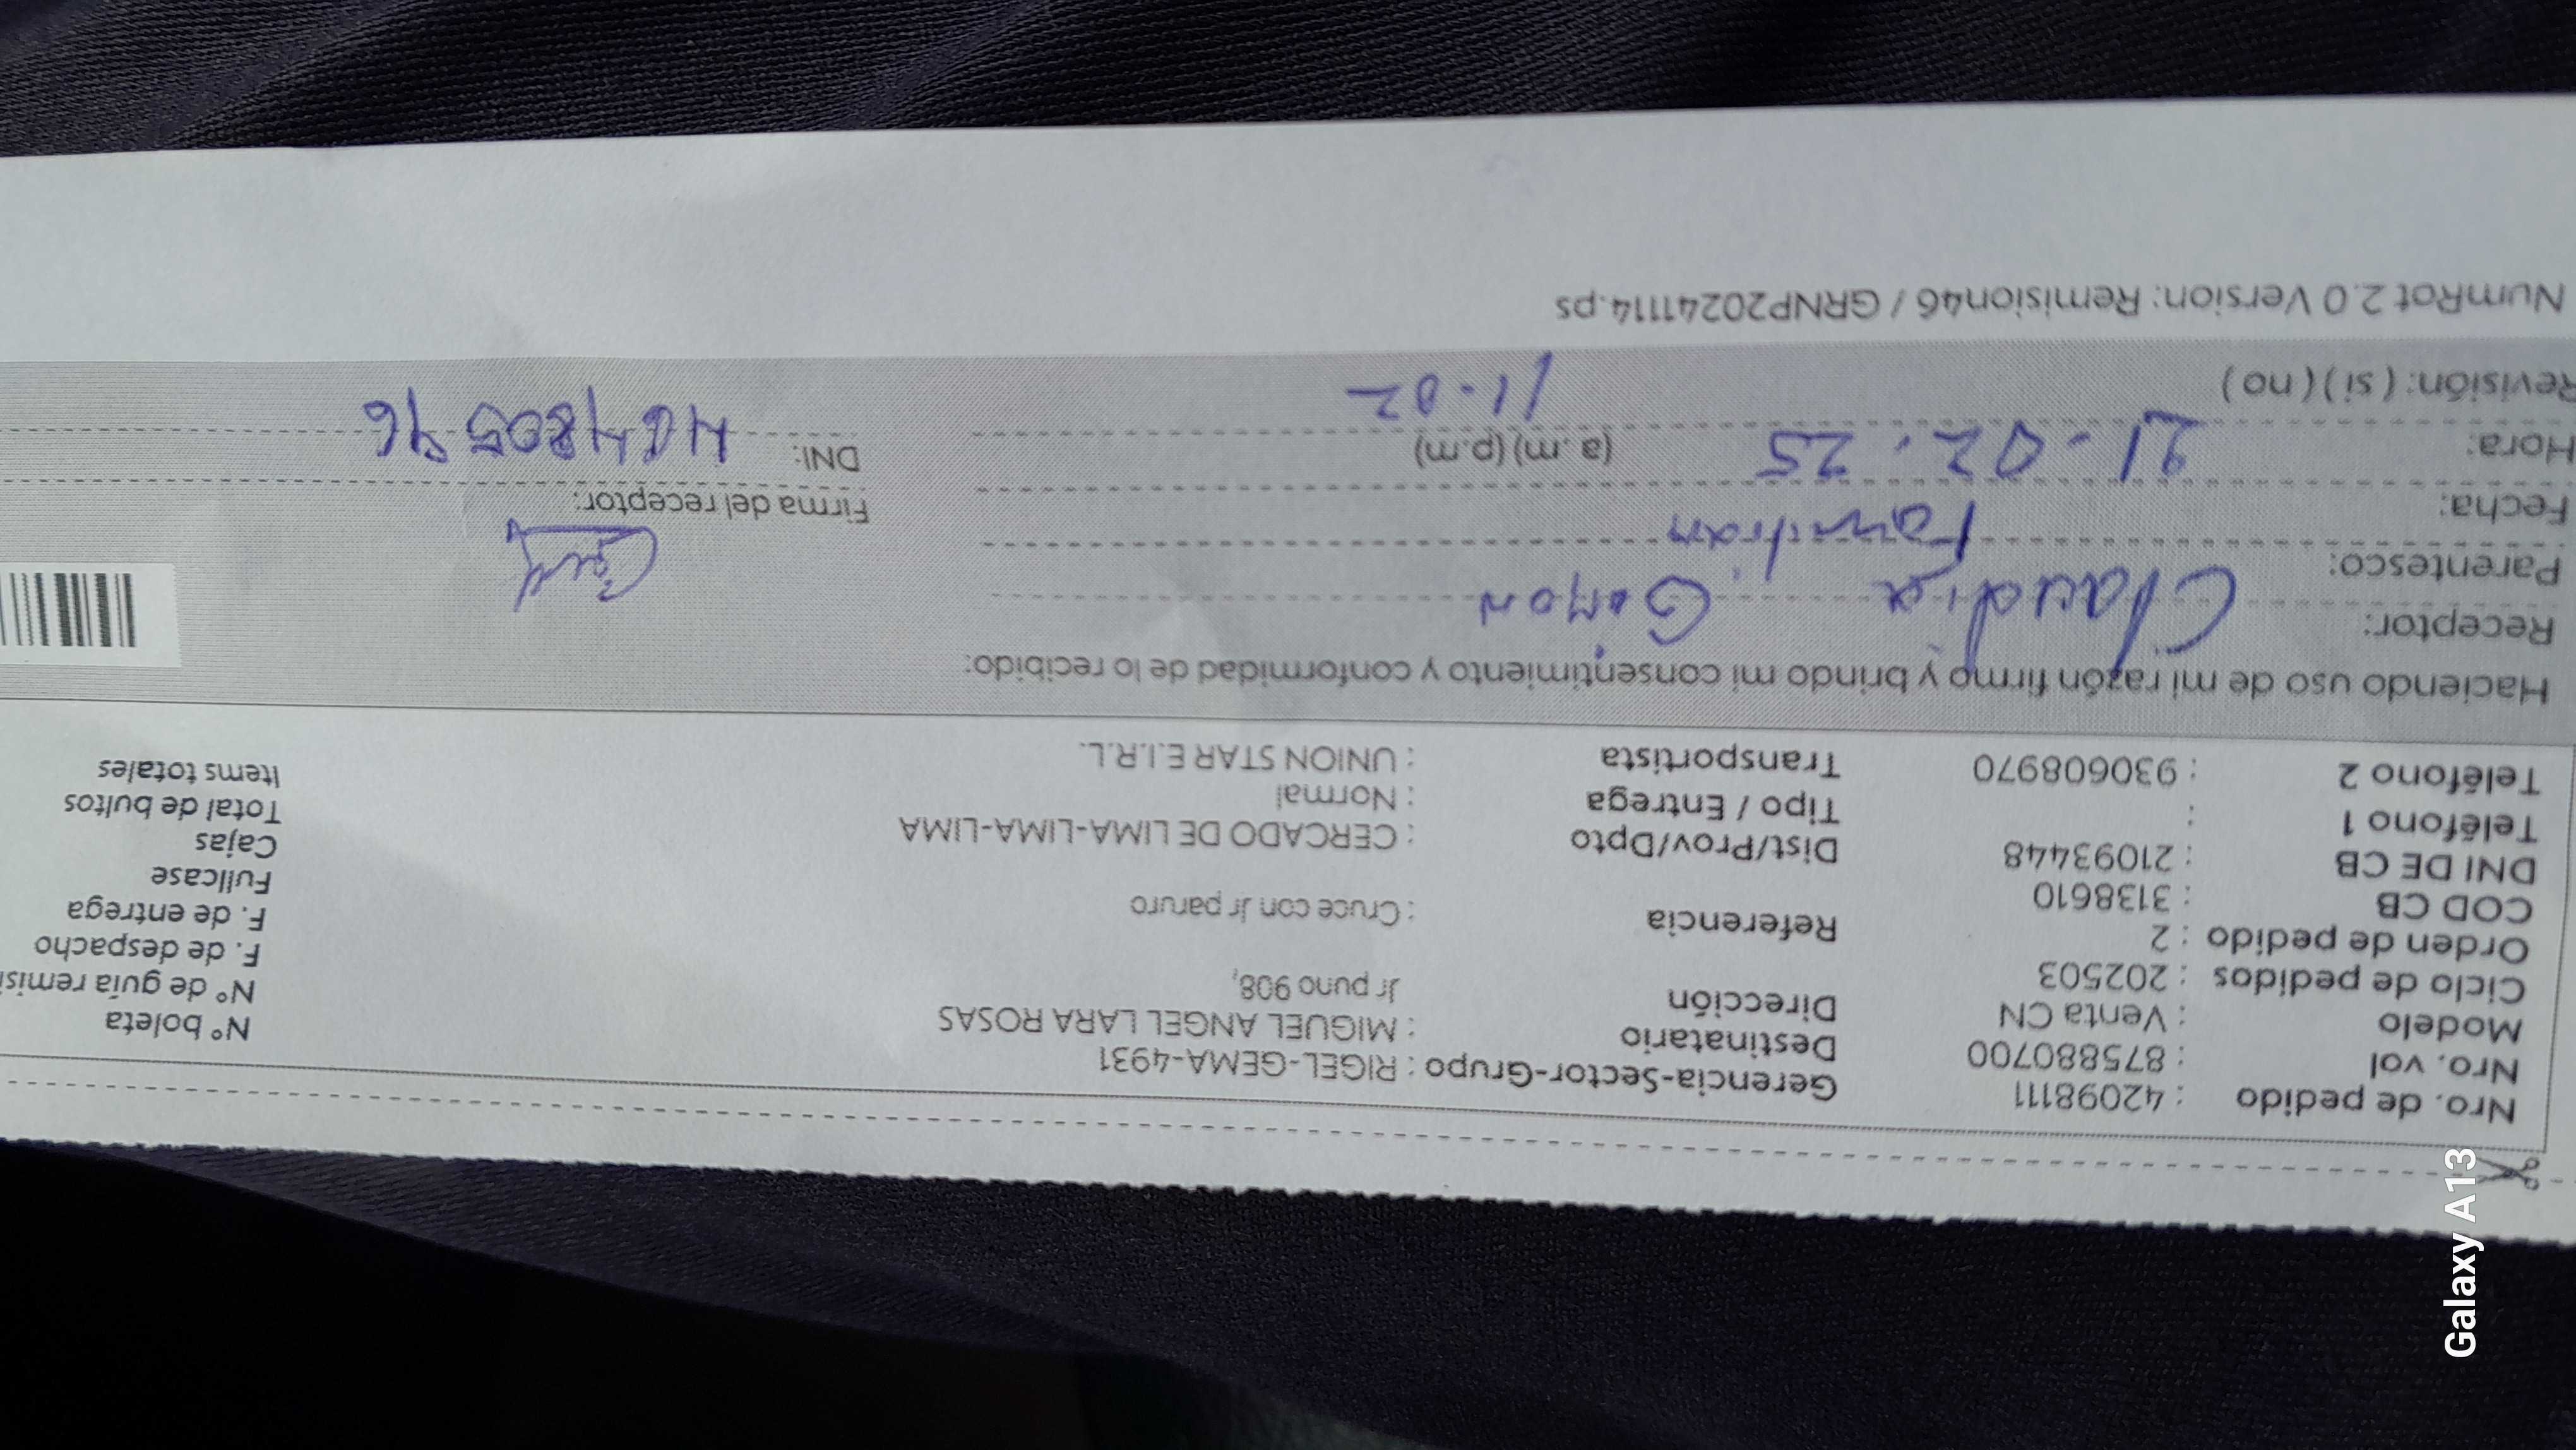 Nro. de pedido : 42098111 Gerencia-Sector-Grupo : RIGEL-GEMA-4931 N° boleta
Nro. vol : 875880700 Destinatario : MIGUEL ANGEL LARA ROSAS N° de guía remisi
Modelo : Venta CN Dirección Jr puno 908, F. de despacho
Ciclo de pedidos : 202503 F. de entrega
Orden de pedido : 2 Referencia : Cruce con Jr paruro Fullcase
COD CB : 3138610 Cajas
DNI DE CB : 21093448 Dist/Prov/Dpto : CERCADO DE LIMA-LIMA-LIMA Total de bultos
Teléfono 1 : Tipo / Entrega : Normal Items totales
Teléfono 2 : 930608970 Transportista : UNION STAR E.I.R.L.
Haciendo uso de mi razón firmo y brindo mi consentimiento y conformidad de lo recibido:
Receptor: Claudia
Parentesco:
Fecha: 21-02.25 Firma del receptor:
Hora: 11-02 (a.m) (p.m) DNI:
Revisión: ( si ) ( no )
NumRot 2.0 Version: Remision46 / GRNP20241114.ps
Galaxy A13